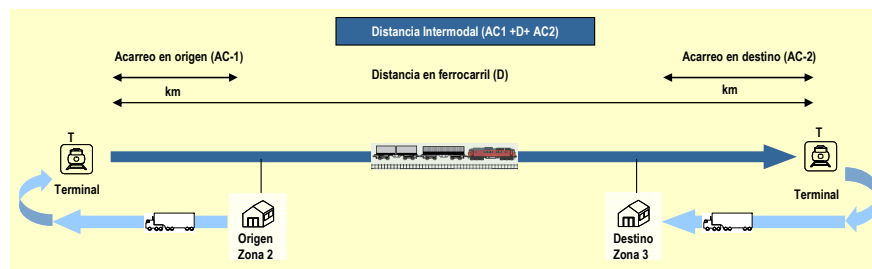 Distancia Intermodal (AC1 +D+ AC2)
Acarreo en origen (AC-1)
Acarreo en destino (AC-2)
Distancia en ferrocarril (D)
km
km
T
T
Terminal
Terminal
Origen
Zona 2
Destino
Zona 3